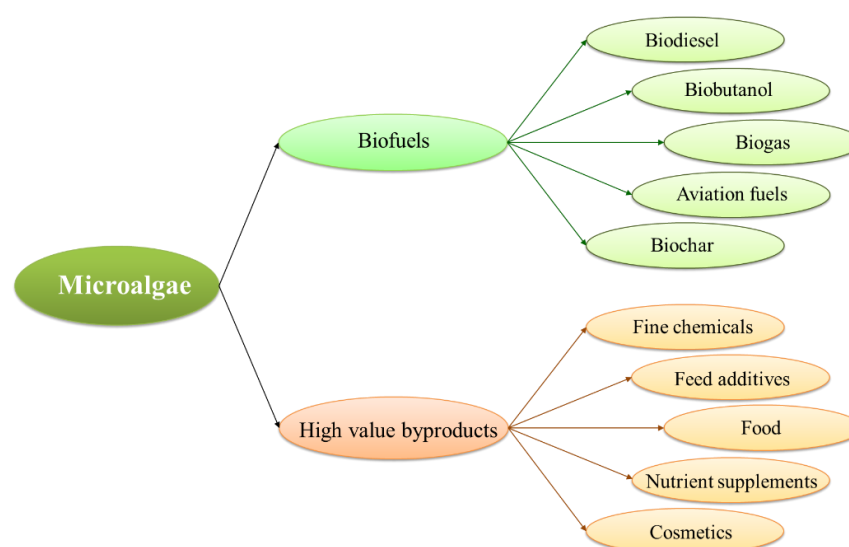 Microalgae
Biofuels
Biodiesel
Biobutanol
Biogas
Aviation fuels
Biochar
High value byproducts
Fine chemicals
Feed additives
Food
Nutrient supplements
Cosmetics